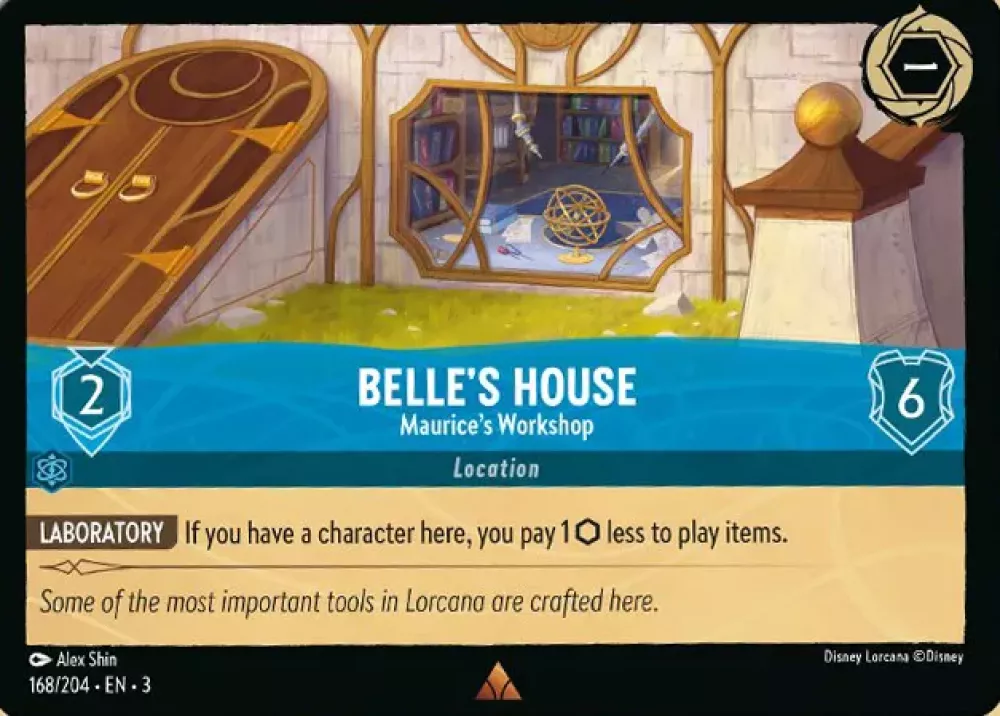 1
2
BELLE'S HOUSE
Maurice's Workshop
6
Location
LABORATORY If you have a character here, you pay 1 less to play items.
Some of the most important tools in Lorcana are crafted here.
Alex Shin
Disney Lorcana ©Disney
168/204 • EN • 3